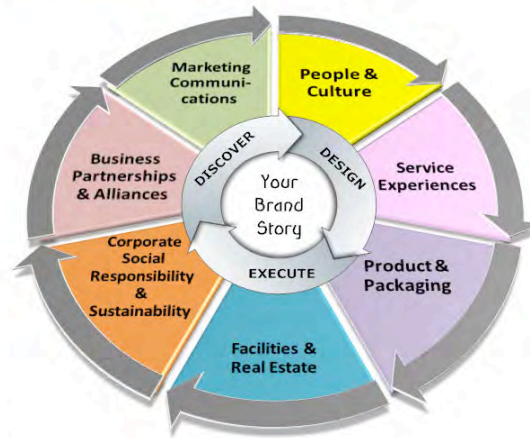 Marketing
Communi-
cations
People &
Culture
Service
Experiences
Product &
Packaging
Facilities &
Real Estate
Corporate
Social
Responsibility
&
Sustainability
Business
Partnerships
& Alliances
DISCOVER
DESIGN
EXECUTE
Your
Brand
Story